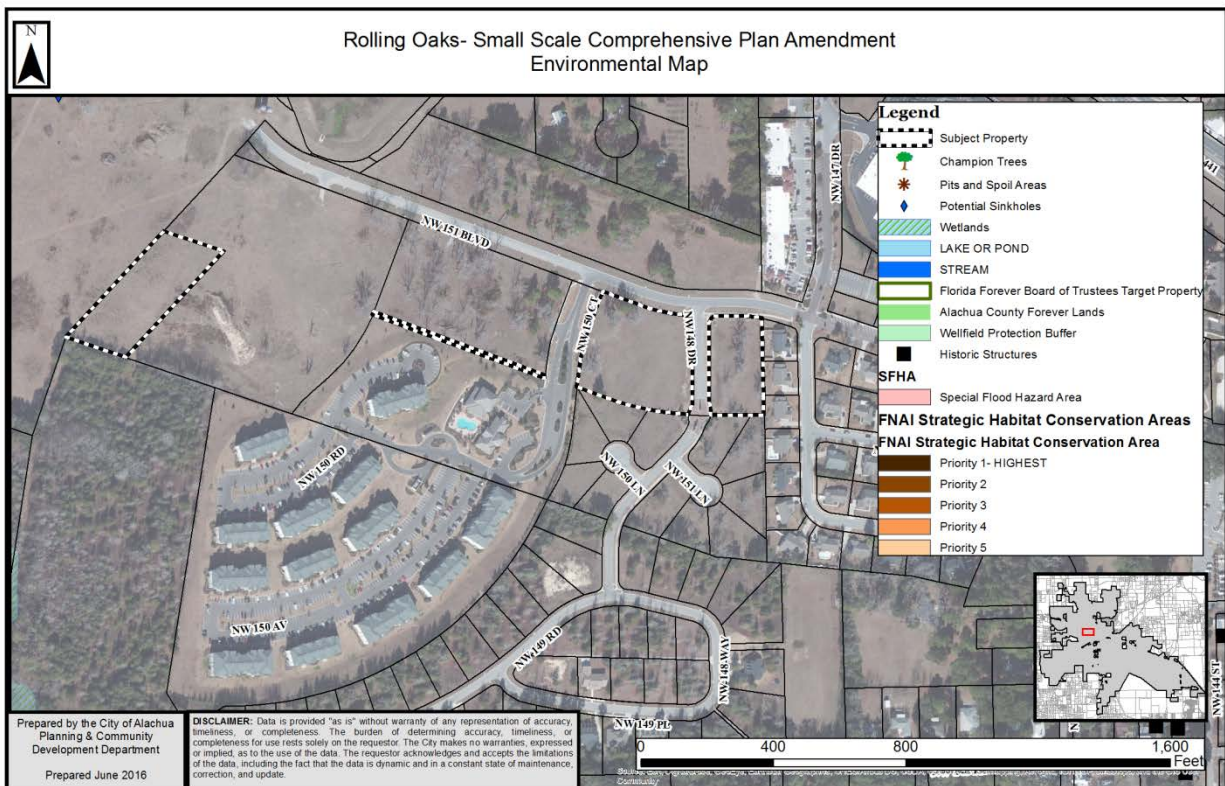 N
Rolling Oaks- Small Scale Comprehensive Plan Amendment
Environmental Map
Legend
Subject Property
Champion Trees
Pits and Spoil Areas
Potential Sinkholes
Wetlands
LAKE OR POND
STREAM
Florida Forever Board of Trustees Target Property
Alachua County Forever Lands
Wellfield Protection Buffer
Historic Structures
SFHA
Special Flood Hazard Area
FNAI Strategic Habitat Conservation Areas
FNAI Strategic Habitat Conservation Area
Priority 1- HIGHEST
Priority 2
Priority 3
Priority 4
Priority 5
441
NW 147 DR
NW 151 BLVD
NW 150 CT
NW 148 DR
NW 150 LN
NW 151 LN
NW 150 RD
NW 150 AV
NW 149 RD
NW 148 WAY
NW 149 PL
NW 144 ST
Prepared by the City of Alachua
Planning & Community
Development Department
Prepared June 2016
DISCLAIMER: Data is provided "as is" without warranty of any representation of accuracy,
timeliness, or completeness. The burden of determining accuracy, timeliness, or
completeness for use rests solely on the requestor. The City makes no warranties, expressed
or implied, as to the use of the data. The requestor acknowledges and accepts the limitations
of the data, including the fact that the data is dynamic and in a constant state of maintenance,
correction, and update.
0 400 800 1,600
Feet
Community